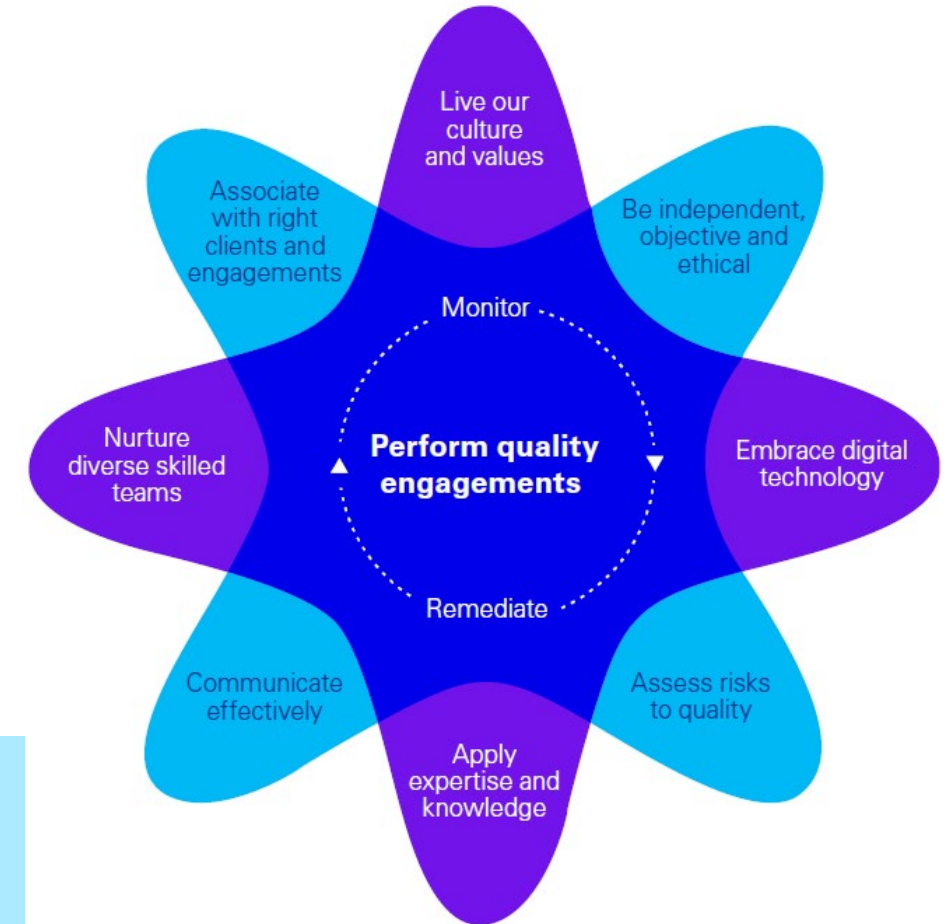 Live our
culture
and values
Associate
with right
clients and
engagements
Be independent,
objective and
ethical
Monitor
Nurture
diverse skilled
teams
Perform quality
engagements
Embrace digital
technology
Remediate
Communicate
effectively
Assess risks
to quality
Apply
expertise and
knowledge